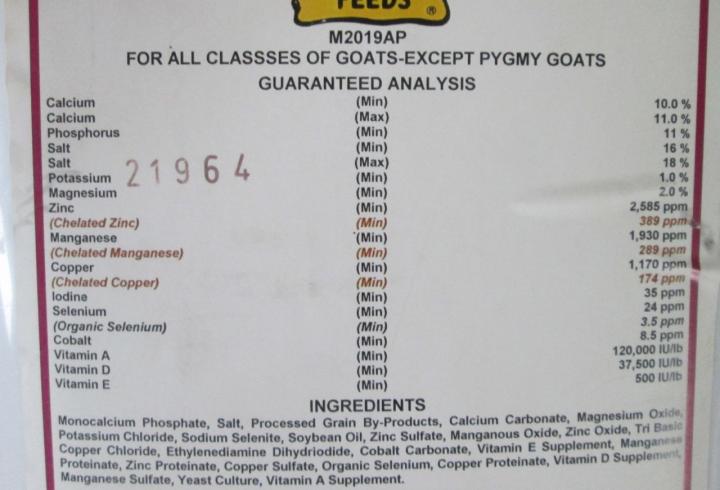 FEEDS ®
M2019AP
FOR ALL CLASSSES OF GOATS-EXCEPT PYGMY GOATS
GUARANTEED ANALYSIS
Calcium (Min) 10.0 %
Calcium (Max) 11.0 %
Phosphorus (Min) 11 %
Salt (Min) 16 %
Salt (Max) 18 %
Potassium (Min) 1.0 %
21964
Magnesium (Min) 2.0 %
Zinc (Min) 2,585 ppm
(Chelated Zinc) (Min) 389 ppm
Manganese (Min) 1,930 ppm
(Chelated Manganese) (Min) 289 ppm
Copper (Min) 1,170 ppm
(Chelated Copper) (Min) 174 ppm
Iodine (Min) 35 ppm
Selenium (Min) 24 ppm
(Organic Selenium) (Min) 3.5 ppm
Cobalt (Min) 8.5 ppm
Vitamin A (Min) 120,000 IU/lb
Vitamin D (Min) 37,500 IU/lb
Vitamin E (Min) 500 IU/lb
INGREDIENTS
Monocalcium Phosphate, Salt, Processed Grain By-Products, Calcium Carbonate, Magnesium Oxide,
Potassium Chloride, Sodium Selenite, Soybean Oil, Zinc Sulfate, Manganous Oxide, Zinc Oxide, Tri Basic
Copper Chloride, Ethylenediamine Dihydriodide, Cobalt Carbonate, Vitamin E Supplement, Manganese
Proteinate, Zinc Proteinate, Copper Sulfate, Organic Selenium, Copper Proteinate, Vitamin D Supplement,
Manganese Sulfate, Yeast Culture, Vitamin A Supplement.